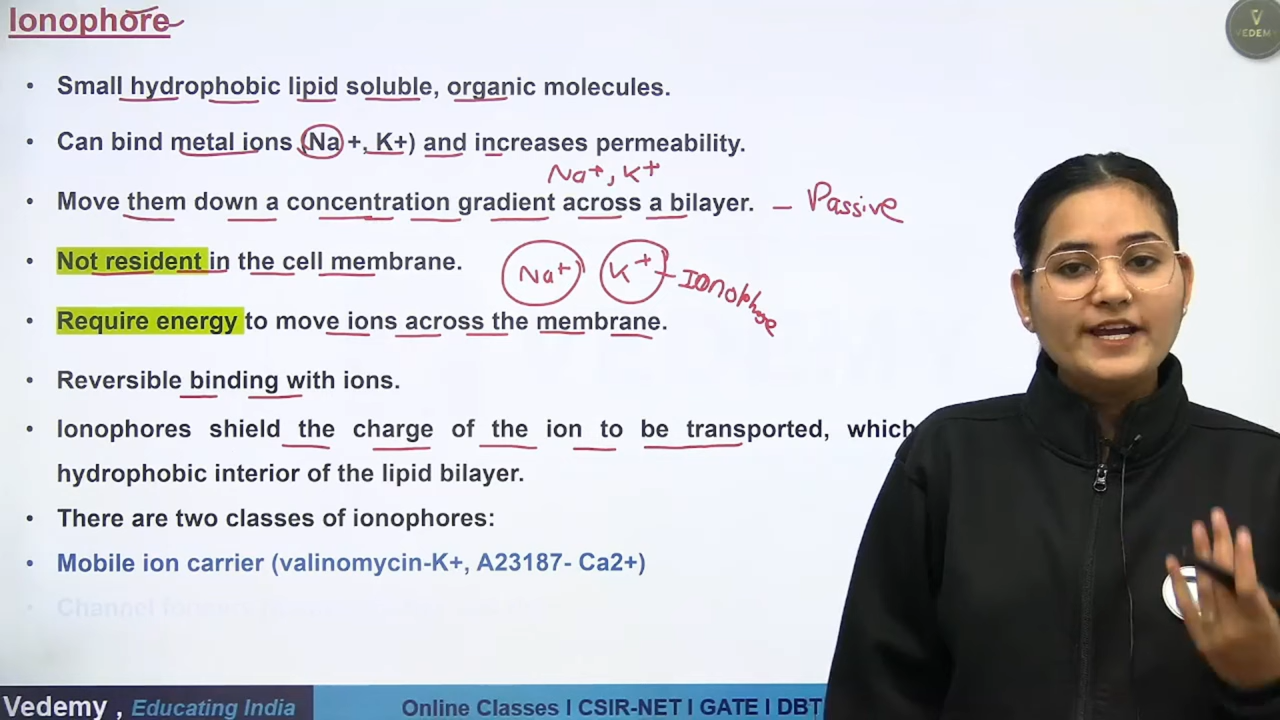 Ionophore
V
VEDEMY
• Small hydrophobic lipid soluble, organic molecules.
• Can bind metal ions (Na +, K+) and increases permeability.
Na+, K+
• Move them down a concentration gradient across a bilayer. – Passive
• Not resident in the cell membrane.
Na+ K+ – Ionophore
• Require energy to move ions across the membrane.
• Reversible binding with ions.
• Ionophores shield the charge of the ion to be transported, which
hydrophobic interior of the lipid bilayer.
• There are two classes of ionophores:
• Mobile ion carrier (valinomycin-K+, A23187- Ca2+)
• Channel formers
Vedemy , Educating India
Online Classes I CSIR-NET I GATE I DBT